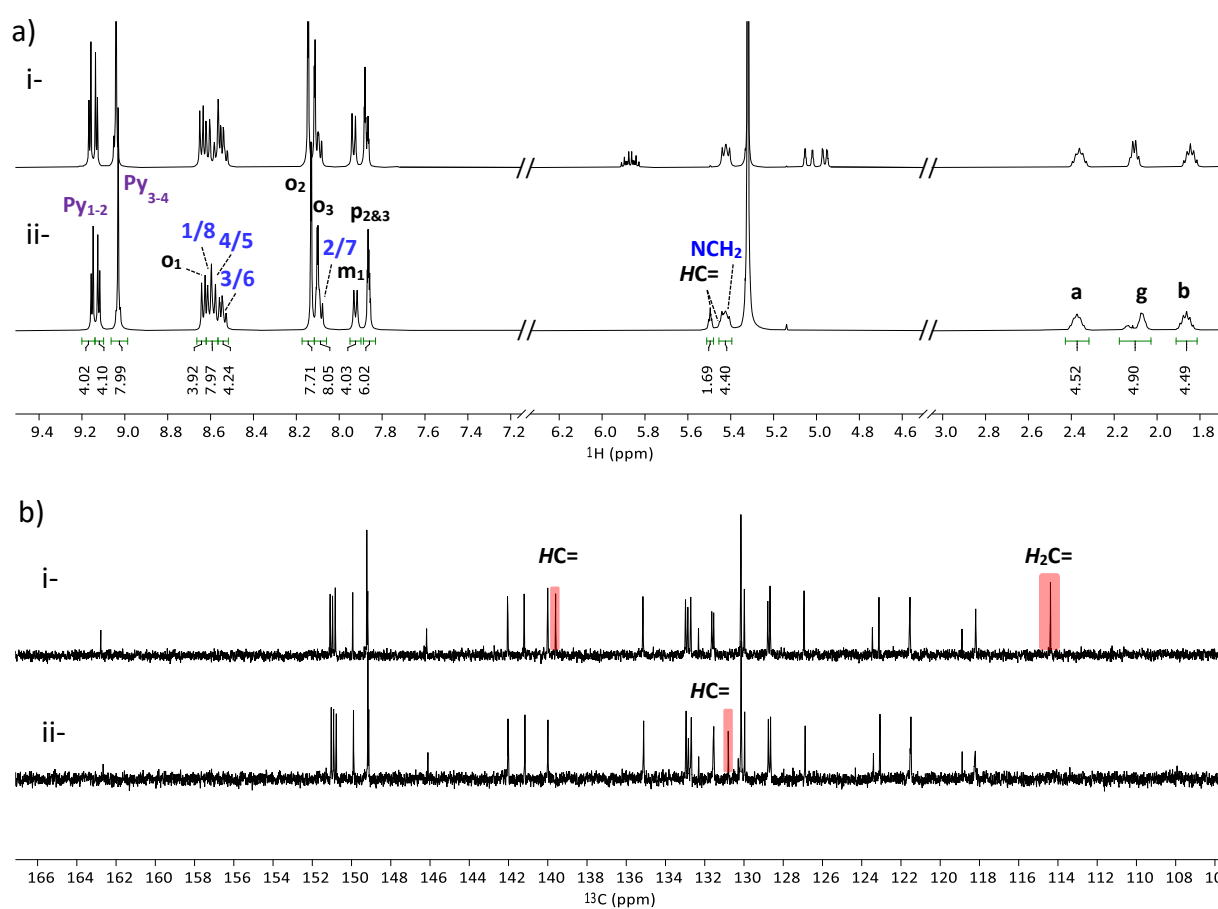 a)
i-
ii-
Py1-2
Py3-4
o1
1/8
4/5
3/6
o2
o3
2/7
m1
p2&3
HC=
NCH2
a
g
b
4.02
4.10
7.99
3.92
7.97
4.24
7.71
8.05
4.03
6.02
1.69
4.40
4.52
4.90
4.49
9.4 9.2 9.0 8.8 8.6 8.4 8.2 8.0 7.8 7.6 7.4 7.2 6.2 6.0 5.8 5.6 5.4 5.2 5.0 4.8 4.6 3.0 2.8 2.6 2.4 2.2 2.0 1.8
1H (ppm)
b)
i-
HC=
H2C=
ii-
HC=
166 164 162 160 158 156 154 152 150 148 146 144 142 140 138 136 134 132 130 128 126 124 122 120 118 116 114 112 110 108 106
13C (ppm)